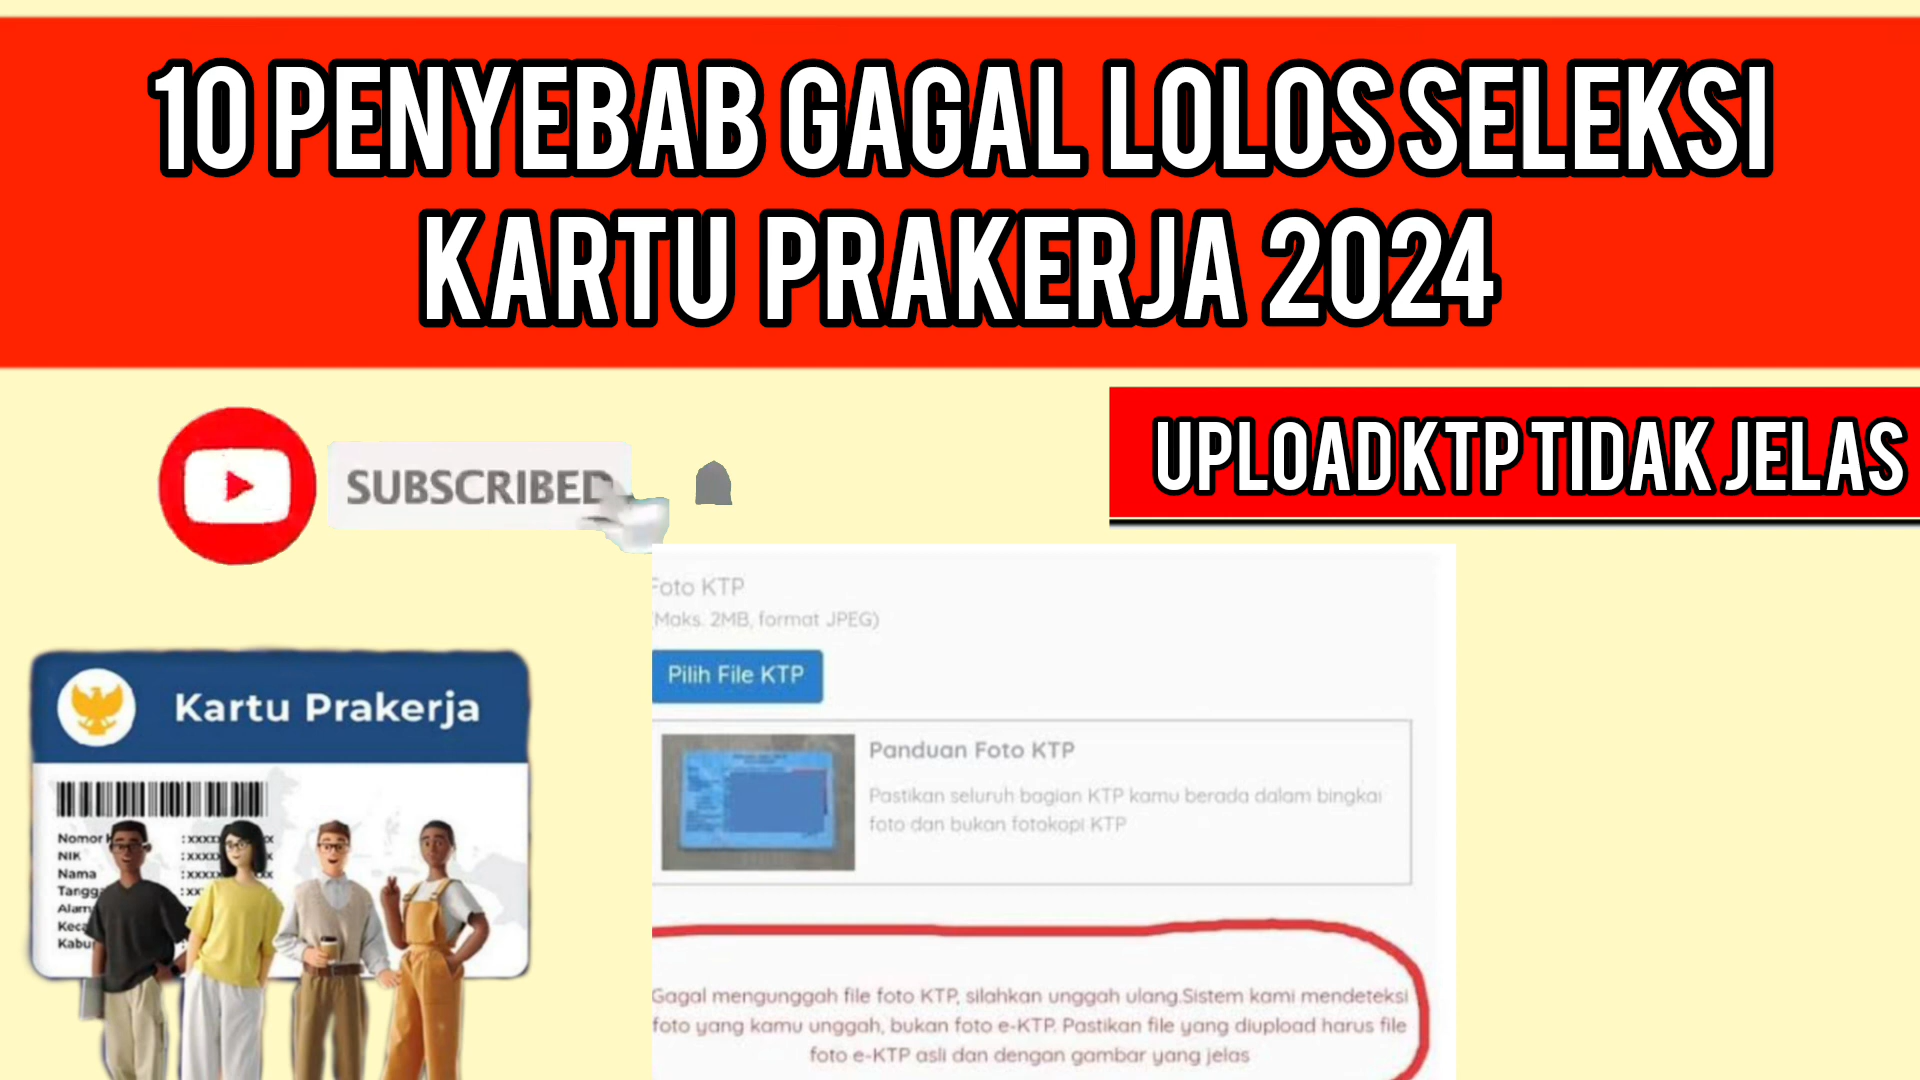 10 PENYEBAB GAGAL LOLOS SELEKSI
KARTU PRAKERJA 2024
UPLOAD KTP TIDAK JELAS
SUBSCRIBED
Foto KTP
(Maks. 2MB, format JPEG)
Pilih File KTP
Panduan Foto KTP
Pastikan seluruh bagian KTP kamu berada dalam bingkai
foto dan bukan fotokopi KTP
Gagal mengunggah file foto KTP, silahkan unggah ulang.Sistem kami mendeteksi
foto yang kamu unggah, bukan foto e-KTP. Pastikan file yang diupload harus file
foto e-KTP asli dan dengan gambar yang jelas
Kartu Prakerja
Nomor
NIK
Nama